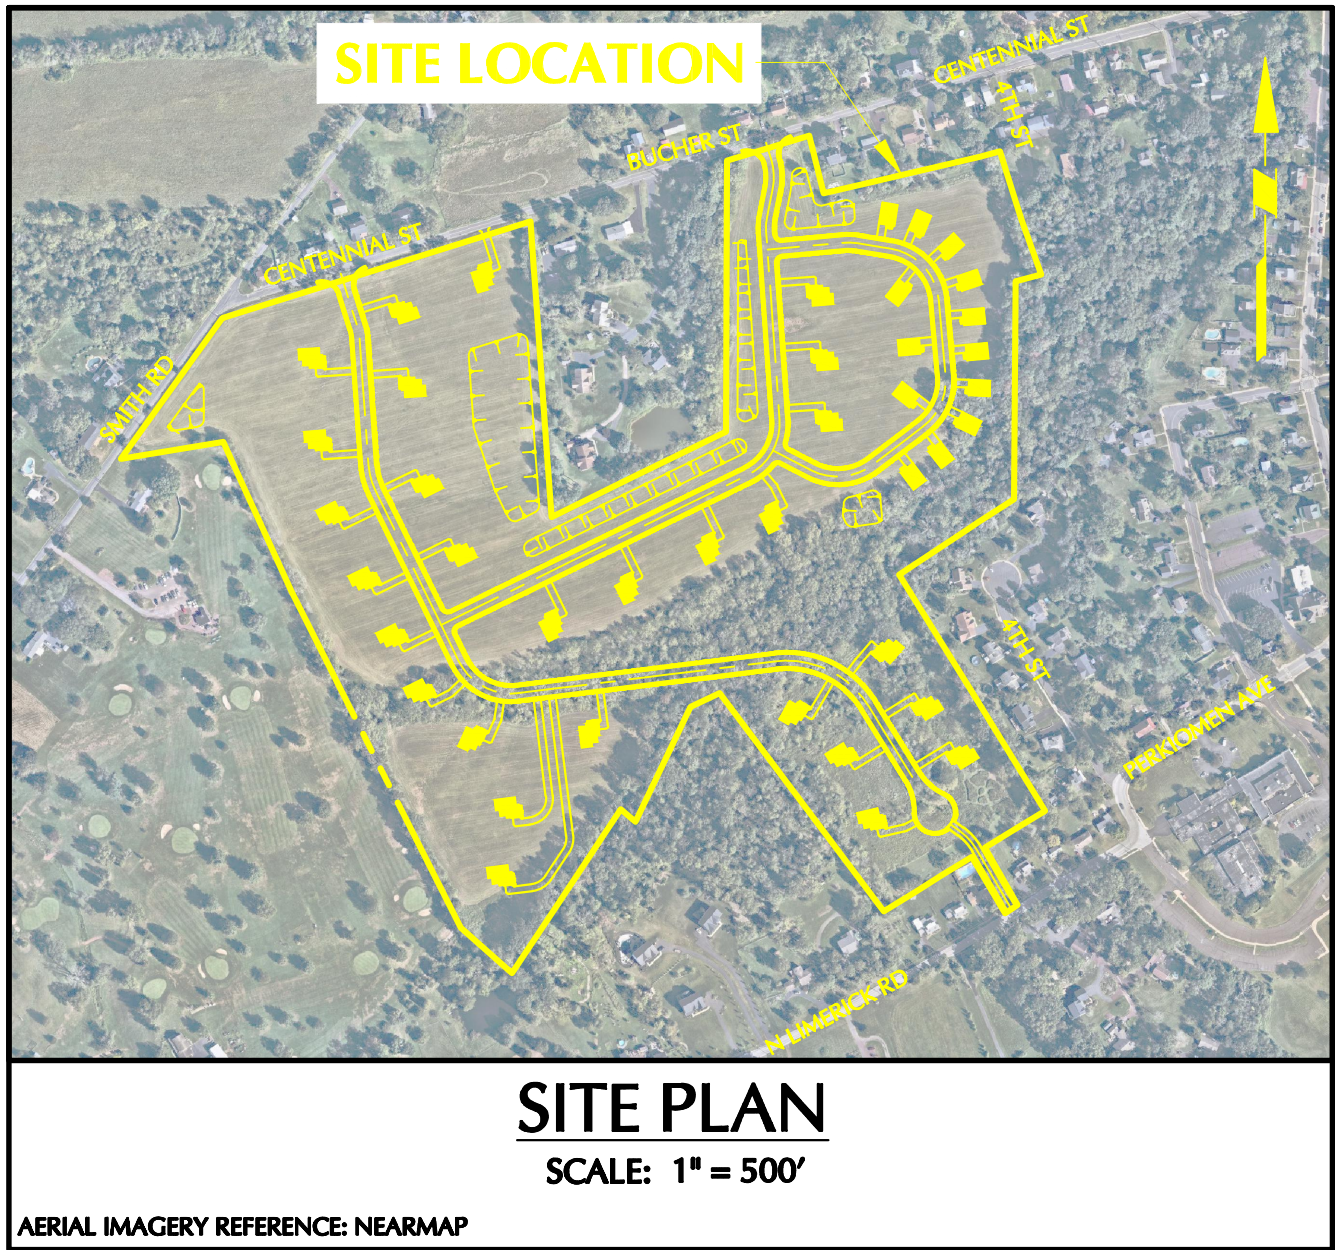 SITE LOCATION
CENTENNIAL ST
4TH ST
BUCHER ST
CENTENNIAL ST
SMITH RD
4TH ST
PERKIOMEN AVE
N LIMERICK RD
SITE PLAN
SCALE: 1" = 500'
AERIAL IMAGERY REFERENCE: NEARMAP